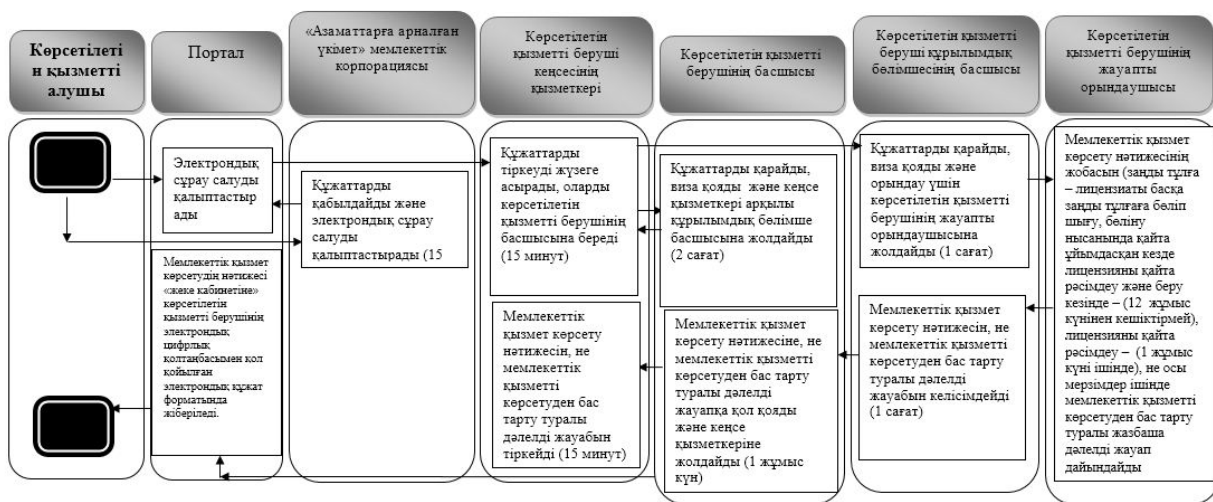 Көрсетілеті
н қызметті
алушы
Портал
«Азаматтарға арналған
үкімет» мемлекеттік
корпорациясы
Көрсетілетін
қызметті беруші
кеңсесінің
қызметкері
Көрсетілетін қызметті
берушінің басшысы
Көрсетілетін қызметті
беруші құрылымдық
бөлімшесінің басшысы
Көрсетілетін
қызметті берушінің
жауапты
орындаушысы
Электрондық
сұрау салуды
қалыптастыр
ады
Құжаттарды
қабылдайды және
электрондық сұрау
салуды
қалыптастырады (15
Құжаттарды
тіркеуді жүзеге
асырады, оларды
көрсетілетін
қызметті берушінің
басшысына береді
(15 минут)
Құжаттарды қарайды,
виза қояды және кеңсе
қызметкері арқылы
құрылымдық бөлімше
басшысына жолдайды
(2 сағат)
Құжаттарды қарайды,
виза қояды және
орындау үшін
көрсетілетін қызметті
берушінің жауапты
орындаушысына
жолдайды (1 сағат)
Мемлекеттік қызмет
көрсету нәтижесінің
жобасын (заңды тұлға
– лицензиаты басқа
заңды тұлғаға бөліп
шығу, бөліну
нысанында қайта
ұйымдасқан кезде
лицензияны қайта
рәсімдеу және беру
кезінде – (12 жұмыс
күнінен кешіктірмей),
лицензияны қайта
рәсімдеу – (1 жұмыс
күні ішінде), не осы
мерзімдер ішінде
мемлекеттік қызметті
көрсетуден бас тарту
туралы жазбаша
дәлелді жауап
дайындайды
Мемлекеттік қызмет
көрсетудің нәтижесі
«жеке кабинетіне»
көрсетілетін
қызметті берушінің
электрондық
цифрлық
қолтаңбасымен қол
қойылған
электрондық құжат
форматында
жіберіледі.
Мемлекеттік
қызмет көрсету
нәтижесін, не
мемлекеттік
қызметті
көрсетуден бас
тарту туралы
дәлелді жауабын
тіркейді (15 минут)
Мемлекеттік қызмет
көрсету нәтижесіне, не
мемлекеттік қызметті
көрсетуден бас тарту
туралы дәлелді
жауапқа қол қояды
және кеңсе
қызметкеріне
жолдайды (1 жұмыс
күн)
Мемлекеттік қызмет
көрсету нәтижесін, не
мемлекеттік қызметті
көрсетуден бас тарту
туралы дәлелді
жауабын келісімдейді
(1 сағат)